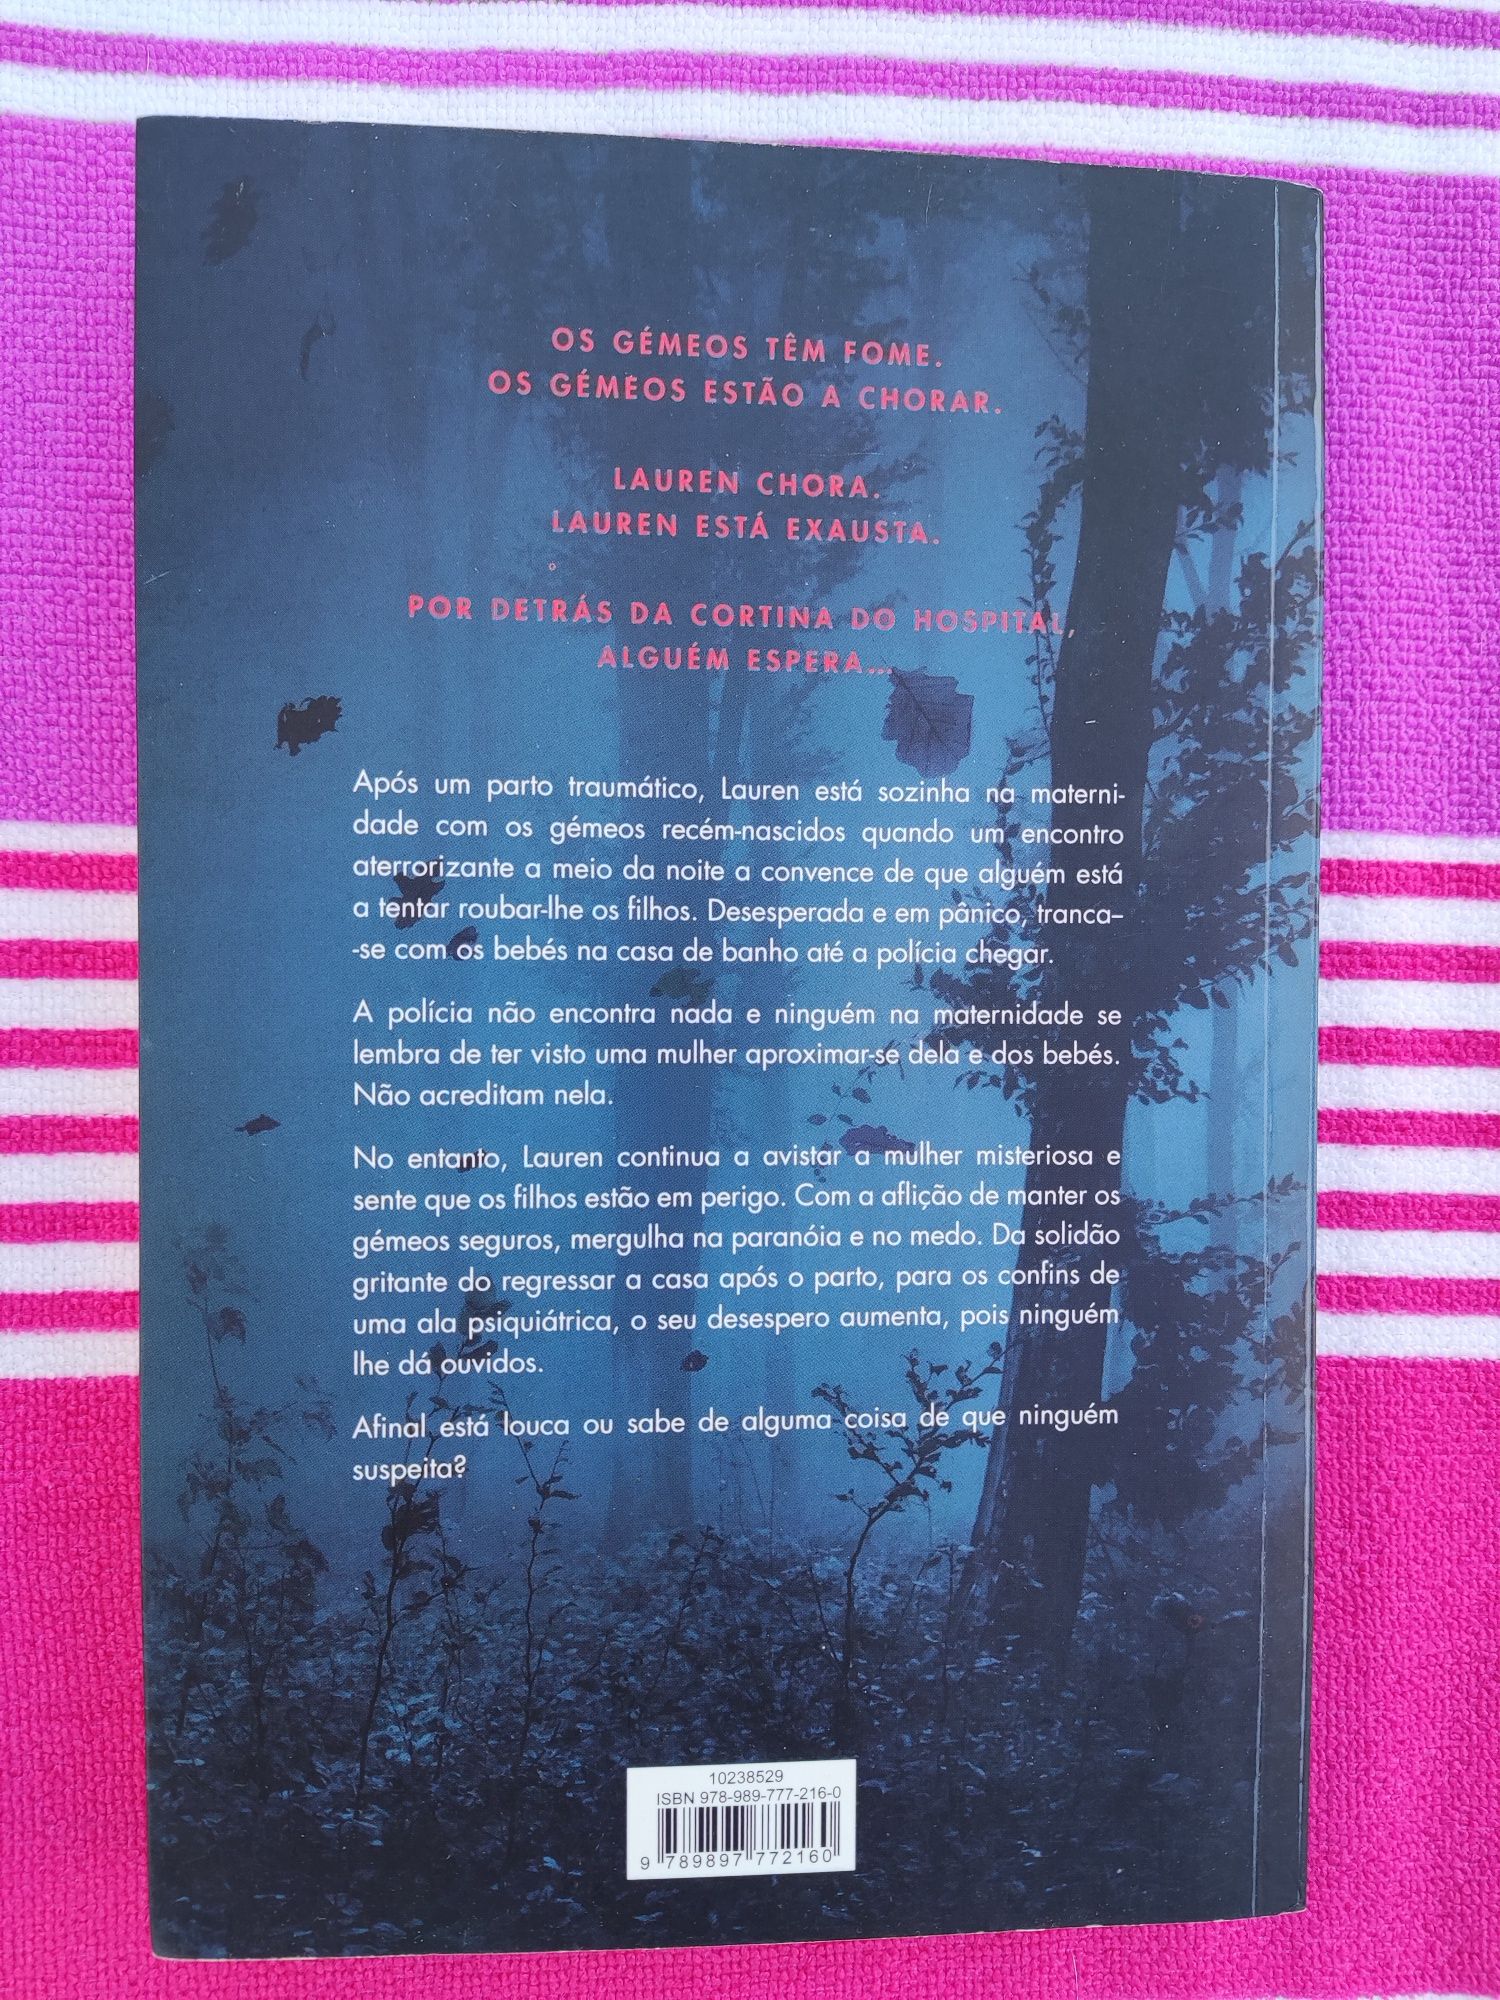 OS GÉMEOS TÊM FOME.
OS GÉMEOS ESTÃO A CHORAR.
LAUREN CHORA.
LAUREN ESTÁ EXAUSTA.
POR DETRÁS DA CORTINA DO HOSPITAL,
ALGUÉM ESPERA...
Após um parto traumático, Lauren está sozinha na materni-
dade com os gémeos recém-nascidos quando um encontro
aterrorizante a meio da noite a convence de que alguém está
a tentar roubar-lhe os filhos. Desesperada e em pânico, tranca-
-se com os bebés na casa de banho até a polícia chegar.
A polícia não encontra nada e ninguém na maternidade se
lembra de ter visto uma mulher aproximar-se dela e dos bebés.
Não acreditam nela.
No entanto, Lauren continua a avistar a mulher misteriosa e
sente que os filhos estão em perigo. Com a aflição de manter os
gémeos seguros, mergulha na paranóia e no medo. Da solidão
gritante do regressar a casa após o parto, para os confins de
uma ala psiquiátrica, o seu desespero aumenta, pois ninguém
lhe dá ouvidos.
Afinal está louca ou sabe de alguma coisa de que ninguém
suspeita?
10238529
ISBN 978-989-777-216-0
9 789897 772160